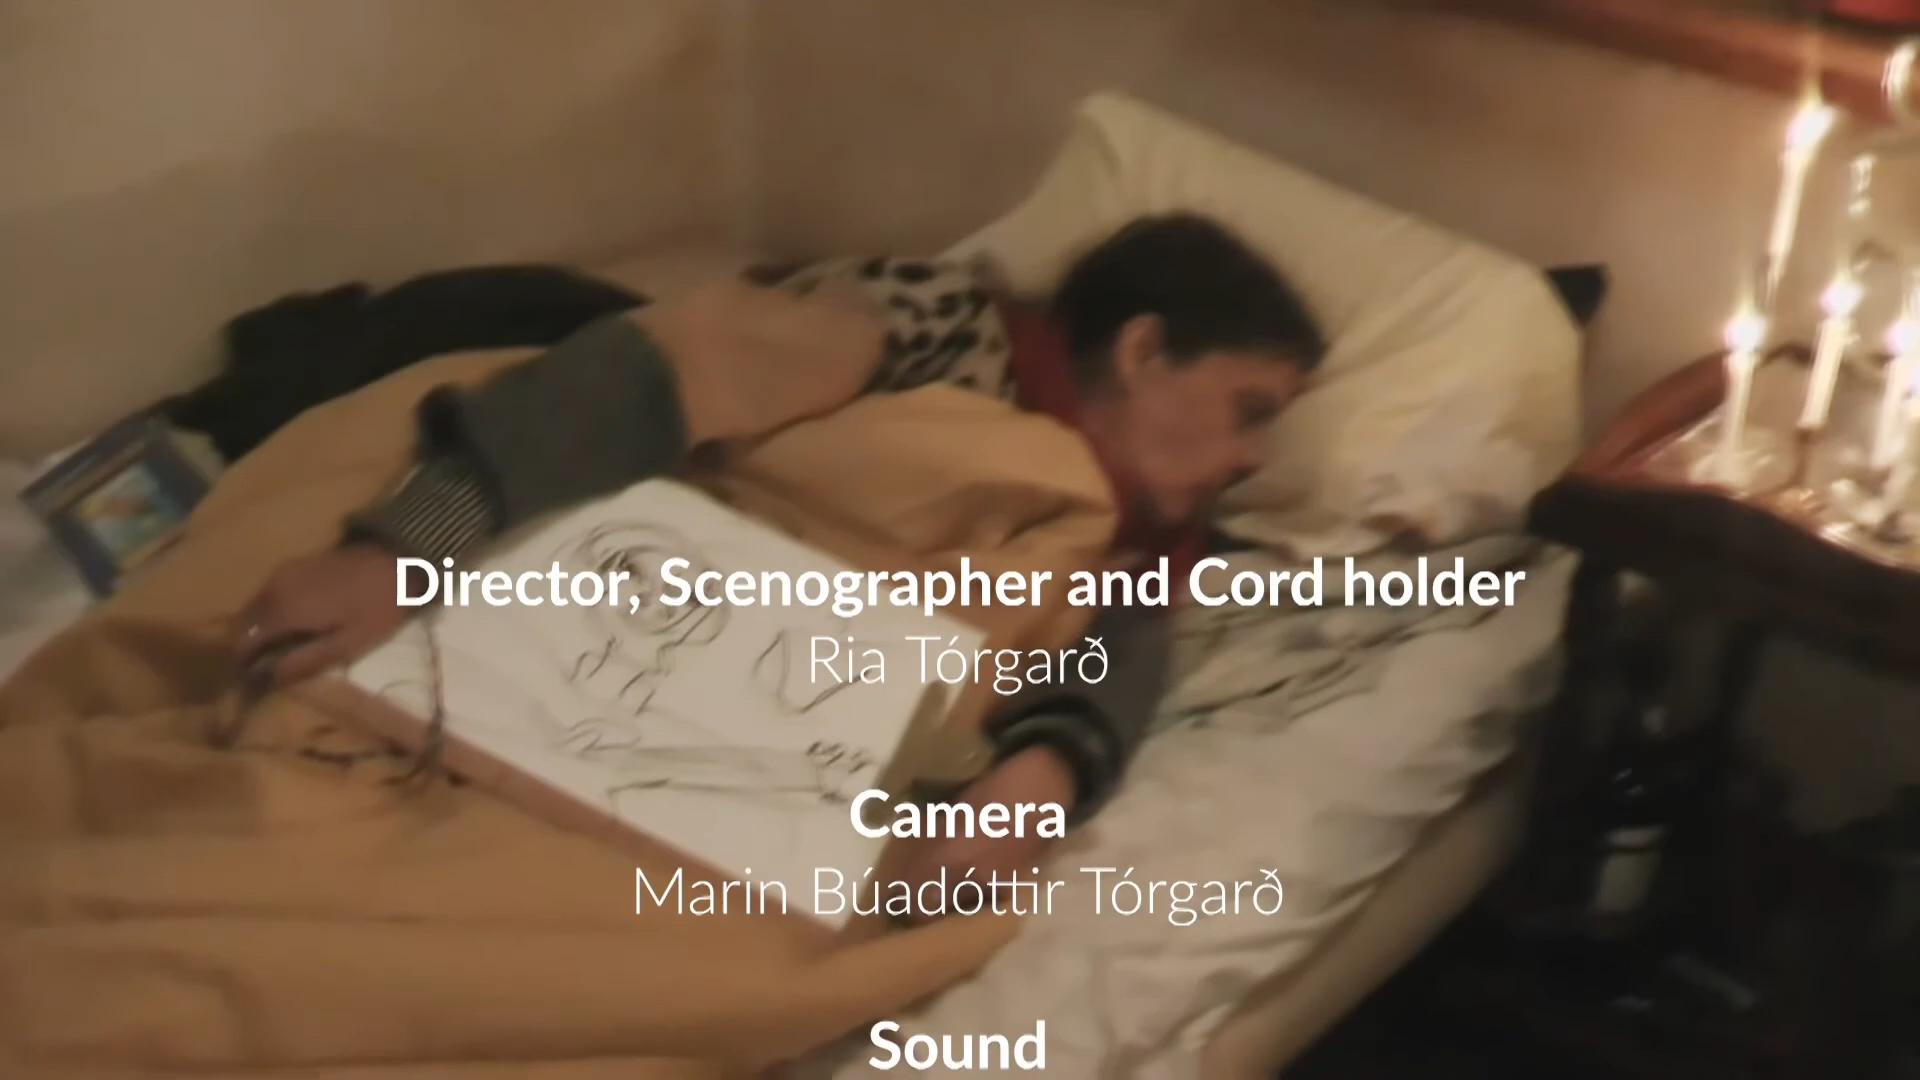 Director, Scenographer and Cord holder
Ria Tórgarð
Camera
Marin Búadóttir Tórgarð
Sound